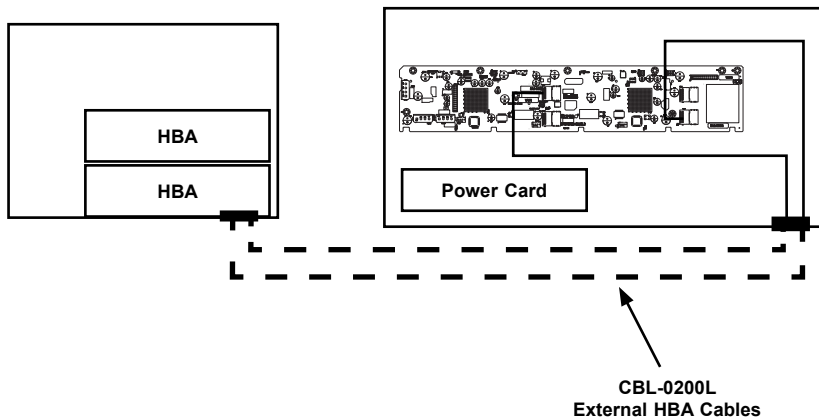 HBA
HBA
Power Card
CBL-0200L
External HBA Cables